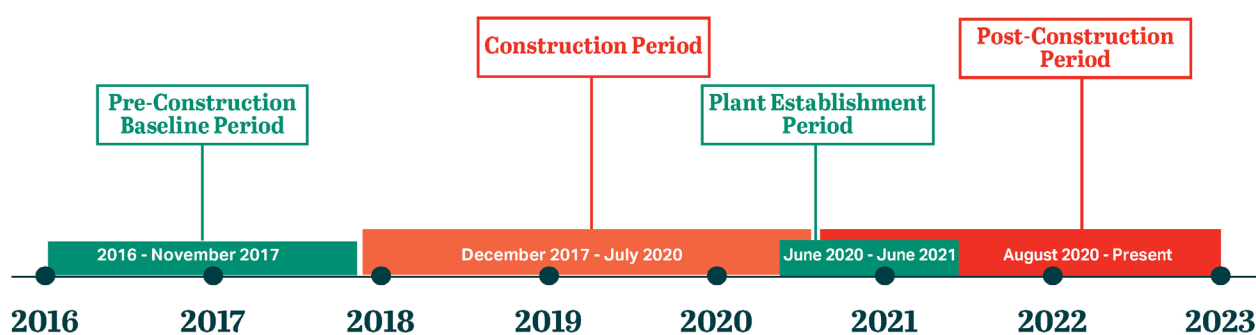 Pre-Construction
Baseline Period
Construction Period
Plant Establishment
Period
Post-Construction
Period
2016 - November 2017
December 2017 - July 2020
June 2020 - June 2021
August 2020 - Present
2016
2017
2018
2019
2020
2021
2022
2023